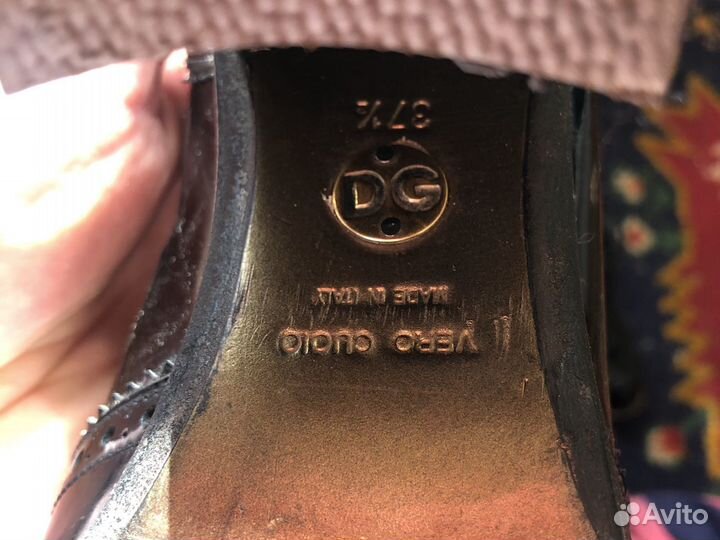 37½
DG
MADE IN ITALY
VERO CUOIO
Avito